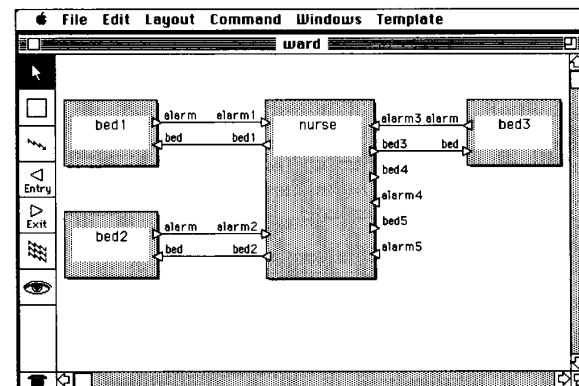 File Edit Layout Command Windows Template
ward
Entry
Exit
bed1
alarm alarm1
bed bed1
nurse
alarm3 alarm
bed3 bed
bed3
bed4
alarm4
bed5
alarm5
bed2
alarm alarm2
bed bed2